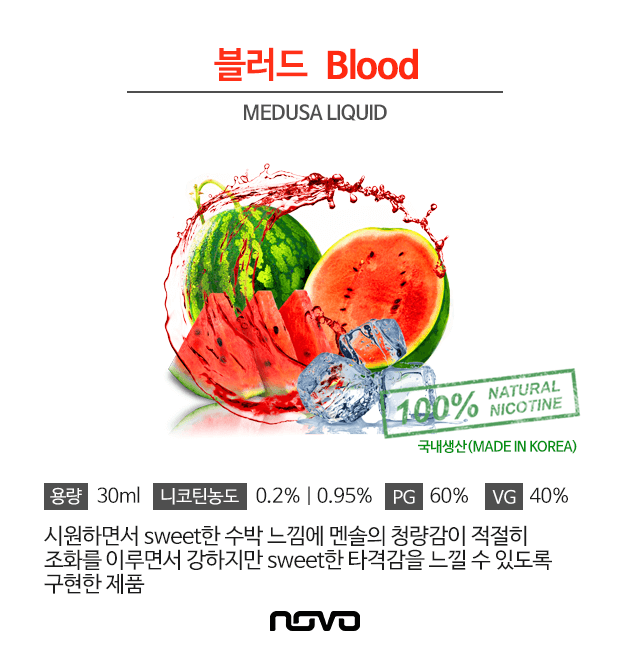 블러드 Blood
MEDUSA LIQUID
100% NATURAL NICOTINE
국내생산(MADE IN KOREA)
용량 30ml 니코틴농도 0.2% | 0.95% PG 60% VG 40%
시원하면서 sweet한 수박 느낌에 멘솔의 청량감이 적절히
조화를 이루면서 강하지만 sweet한 타격감을 느낄 수 있도록
구현한 제품
novo